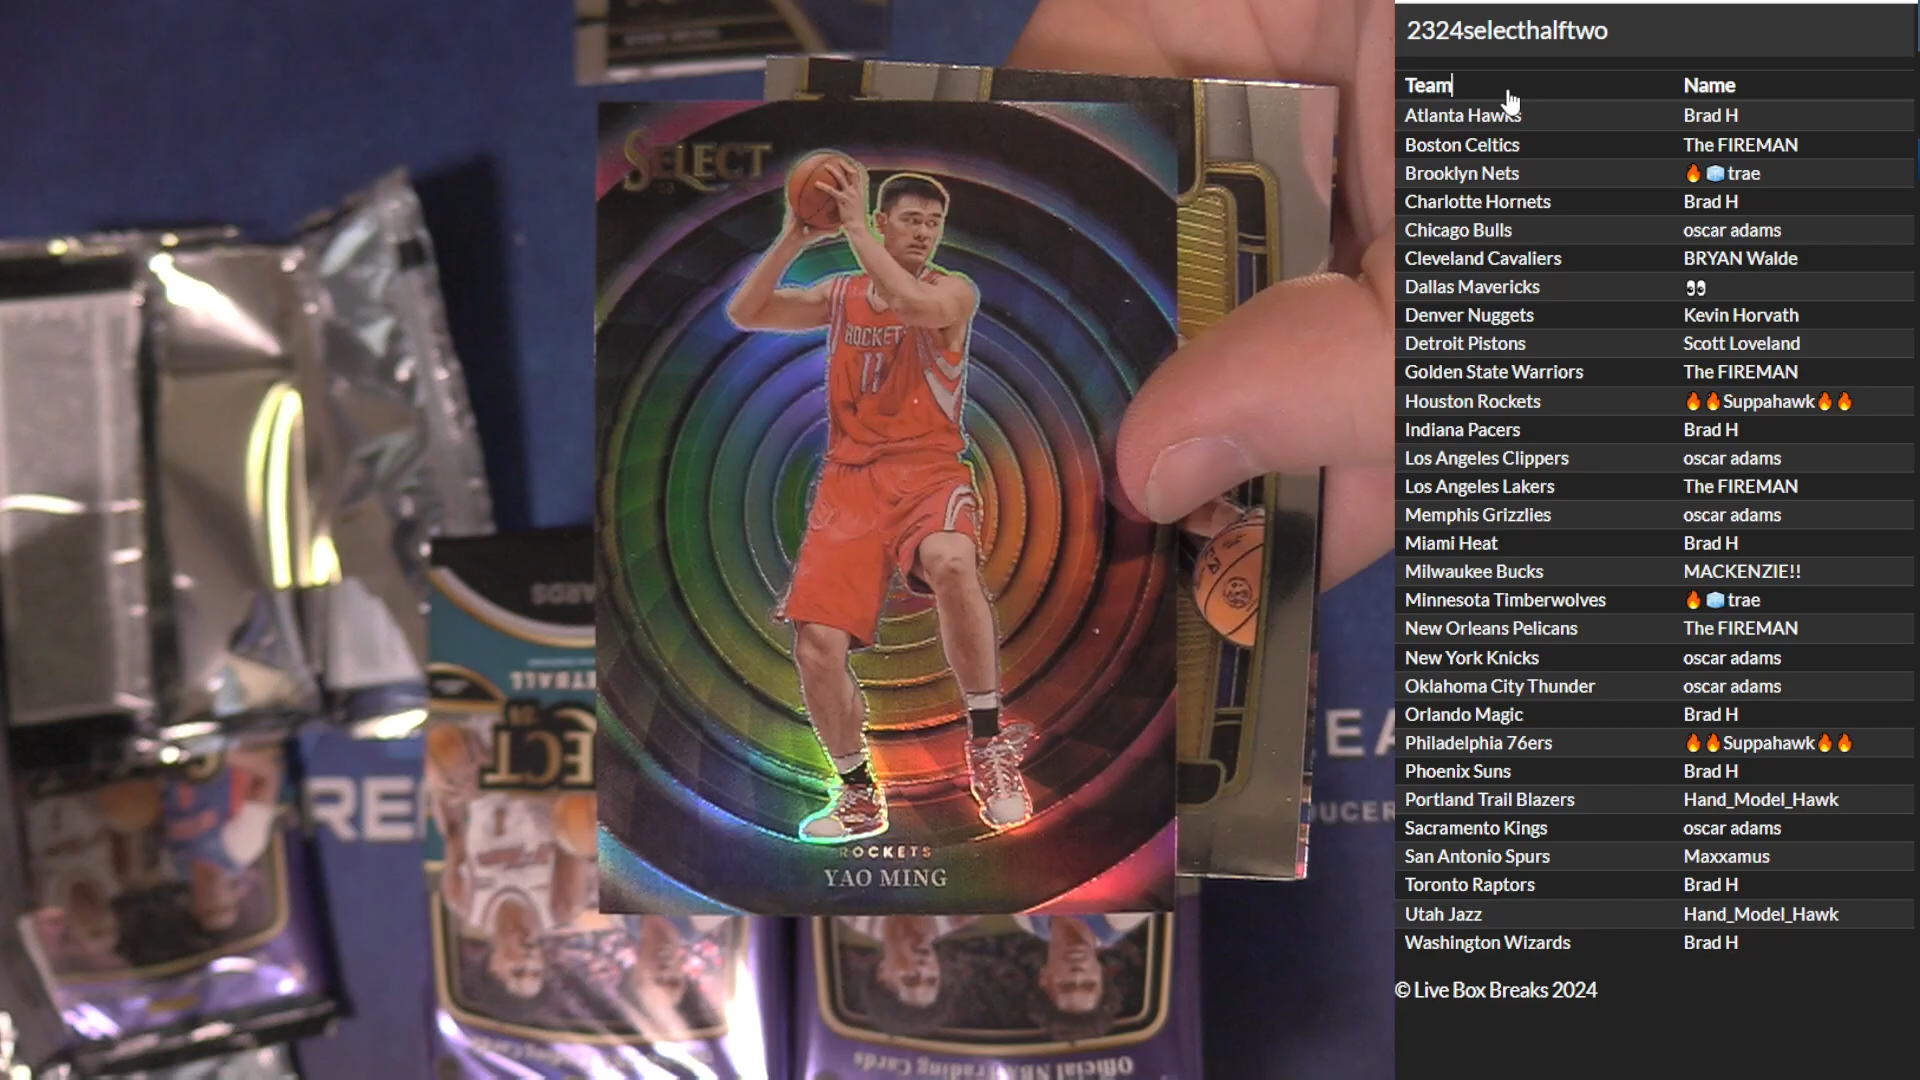 2324selecthalftwo
Team Name
Atlanta Hawks Brad H
Boston Celtics The FIREMAN
Brooklyn Nets 🔥🧊trae
Charlotte Hornets Brad H
Chicago Bulls oscar adams
Cleveland Cavaliers BRYAN Walde
Dallas Mavericks 👀
Denver Nuggets Kevin Horvath
Detroit Pistons Scott Loveland
Golden State Warriors The FIREMAN
Houston Rockets 🔥🔥Suppahawk🔥🔥
Indiana Pacers Brad H
Los Angeles Clippers oscar adams
Los Angeles Lakers The FIREMAN
Memphis Grizzlies oscar adams
Miami Heat Brad H
Milwaukee Bucks MACKENZIE!!
Minnesota Timberwolves 🔥🧊trae
New Orleans Pelicans The FIREMAN
New York Knicks oscar adams
Oklahoma City Thunder oscar adams
Orlando Magic Brad H
Philadelphia 76ers 🔥🔥Suppahawk🔥🔥
Phoenix Suns Brad H
Portland Trail Blazers Hand_Model_Hawk
Sacramento Kings oscar adams
San Antonio Spurs Maxxamus
Toronto Raptors Brad H
Utah Jazz Hand_Model_Hawk
Washington Wizards Brad H
© Live Box Breaks 2024
SELECT
'23
ROCKETS
11
ROCKETS
YAO MING
Official NBA Trading Cards